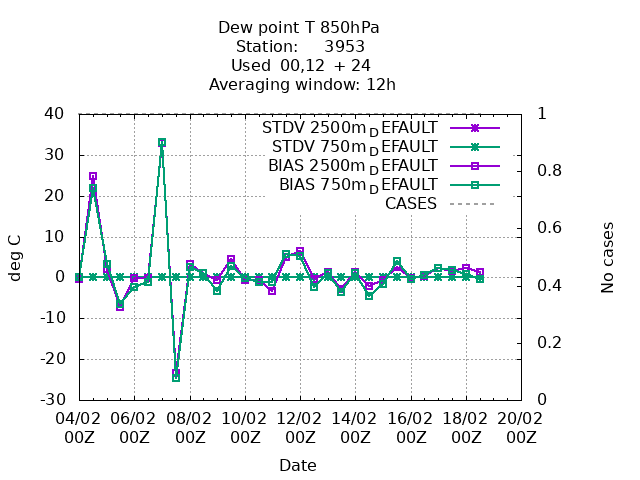 Dew point T 850hPa
Station: 3953
Used 00,12 + 24
Averaging window: 12h
40 1
STDV 2500m_DEFAULT
STDV 750m_DEFAULT
BIAS 2500m_DEFAULT
BIAS 750m_DEFAULT
CASES
30
0.8
20
10
0.6
0
0.4
-10
-20
0.2
-30 0
deg C
No cases
04/02 06/02 08/02 10/02 12/02 14/02 16/02 18/02 20/02
00Z 00Z 00Z 00Z 00Z 00Z 00Z 00Z 00Z
Date